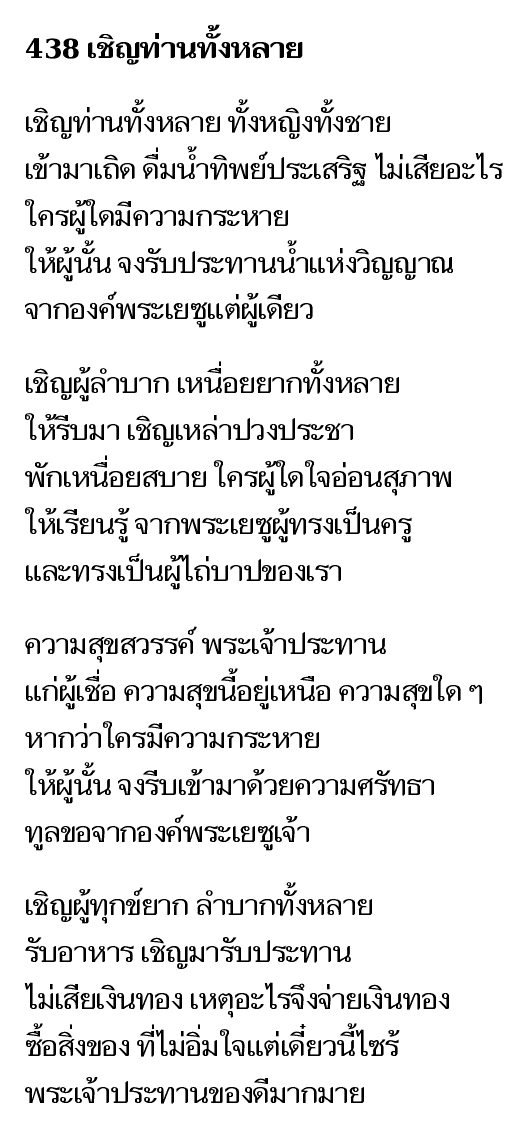 438 เชิญท่านทั้งหลาย
เชิญท่านทั้งหลาย ทั้งหญิงทั้งชาย
เข้ามาเถิด ดื่มน้ำทิพย์ประเสริฐ ไม่เสียอะไร
ใครผู้ใดมีความกระหาย
ให้ผู้นั้น จงรับประทานน้ำแห่งวิญญาณ
จากองค์พระเยซูแต่ผู้เดียว
เชิญผู้ลำบาก เหนื่อยยากทั้งหลาย
ให้รีบมา เชิญเหล่าปวงประชา
พักเหนื่อยสบาย ใครผู้ใดใจอ่อนสุภาพ
ให้เรียนรู้ จากพระเยซูผู้ทรงเป็นครู
และทรงเป็นผู้ไถ่บาปของเรา
ความสุขสวรรค์ พระเจ้าประทาน
แก่ผู้เชื่อ ความสุขนี้อยู่เหนือ ความสุขใด ๆ
หากว่าใครมีความกระหาย
ให้ผู้นั้น จงรีบเข้ามาด้วยความศรัทธา
ทูลขอจากองค์พระเยซูเจ้า
เชิญผู้ทุกข์ยาก ลำบากทั้งหลาย
รับอาหาร เชิญมารับประทาน
ไม่เสียเงินทอง เหตุอะไรจึงจ่ายเงินทอง
ซื้อสิ่งของ ที่ไม่อิ่มใจแต่เดี๋ยวนี้ไซร้
พระเจ้าประทานของดีมากมาย